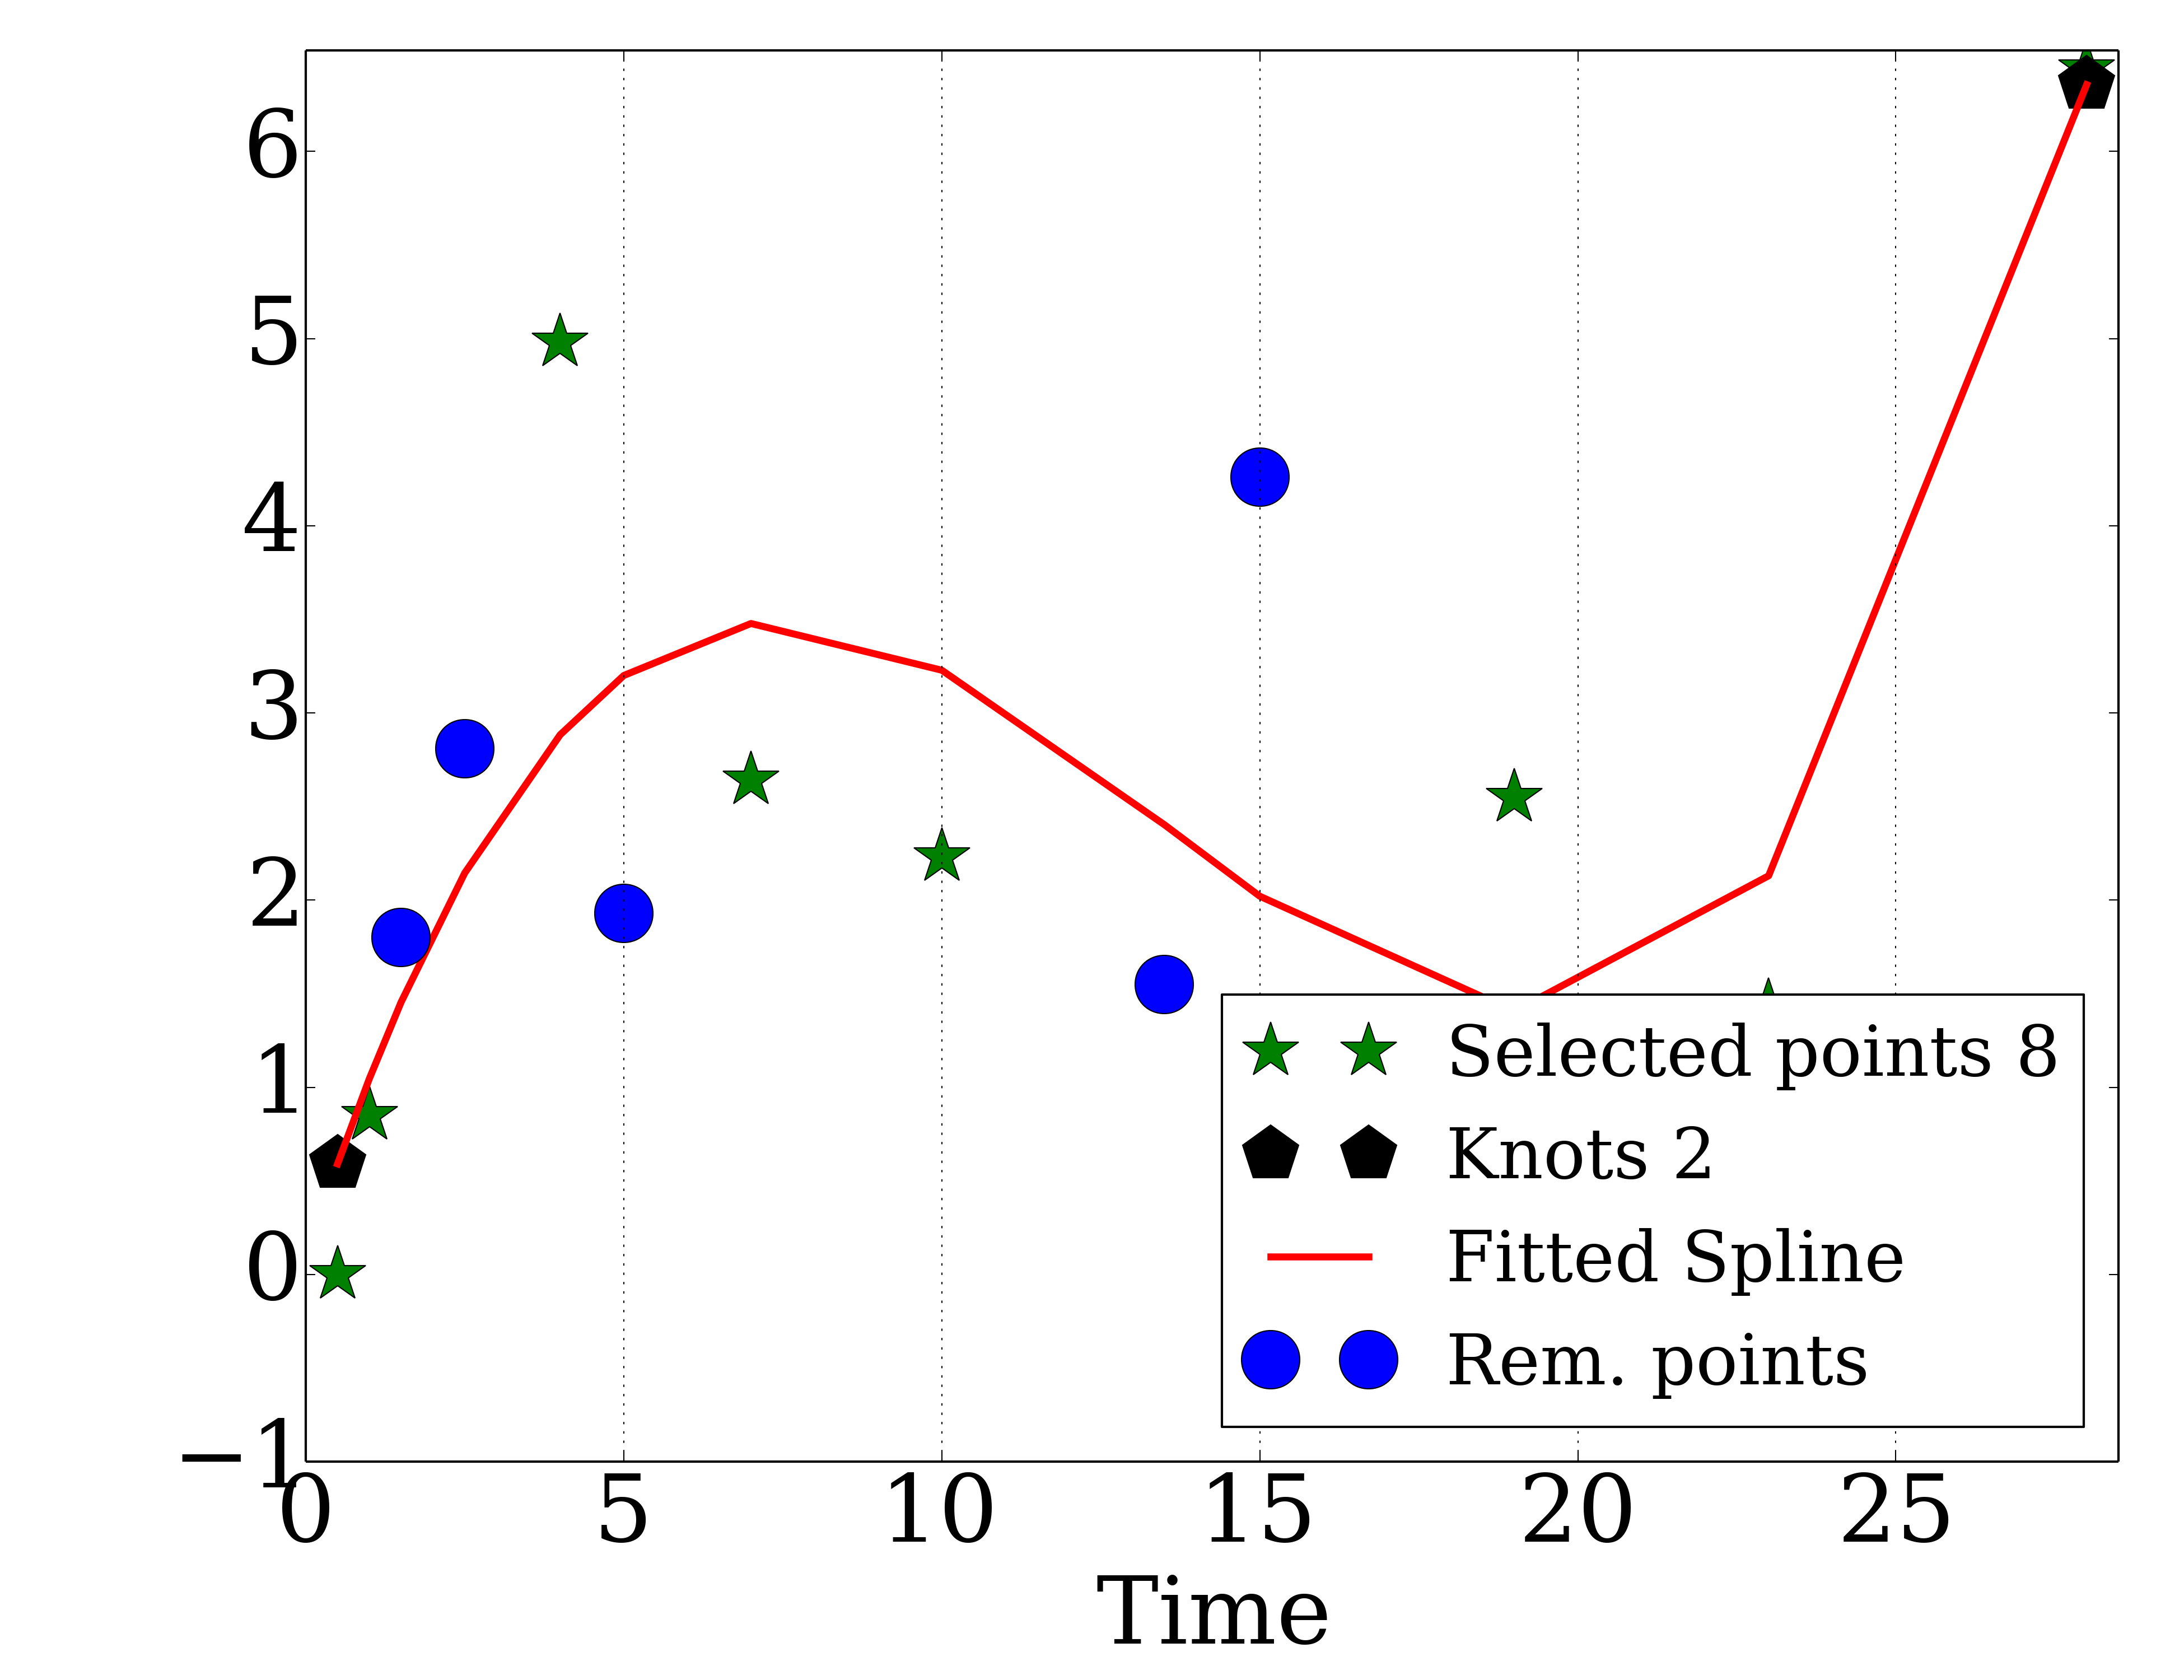 6
5
4
3
2
1
0
−1
0 5 10 15 20 25
Time
Selected points 8
Knots 2
Fitted Spline
Rem. points